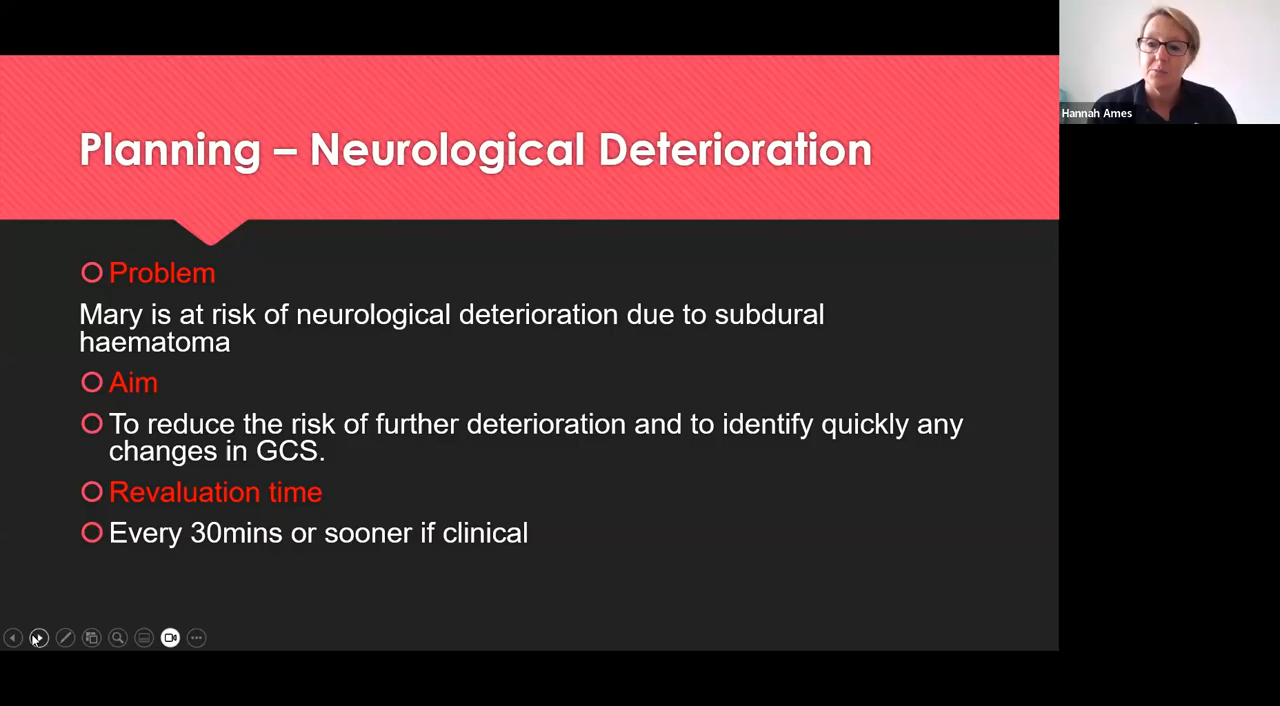 Planning – Neurological Deterioration
Problem
Mary is at risk of neurological deterioration due to subdural
haematoma
Aim
To reduce the risk of further deterioration and to identify quickly any
changes in GCS.
Revaluation time
Every 30mins or sooner if clinical
Hannah Ames